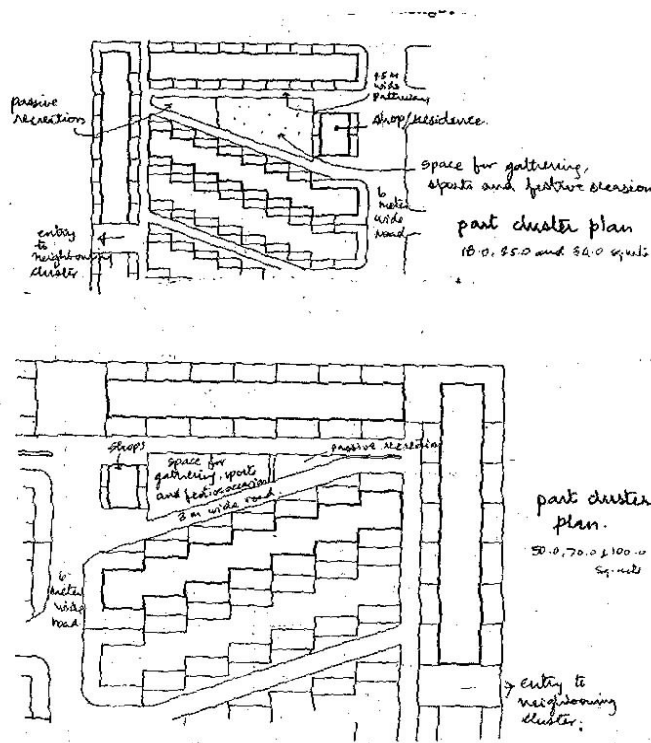 passive
recreation
4.5 M
wide
pathway
shop/residence
space for gathering,
sports and festive occasion
6
meter
wide
road
entry
to
neighbouring
cluster
part cluster plan
18.0, 25.0 and 34.0 sq.mts
shops
space for
gathering, sports
and festive occasion
passive recreation
3 m wide road
part cluster
plan.
50.0, 70.0 & 100.0
sq.mts
6
meter
wide
road
entry to
neighbouring
cluster